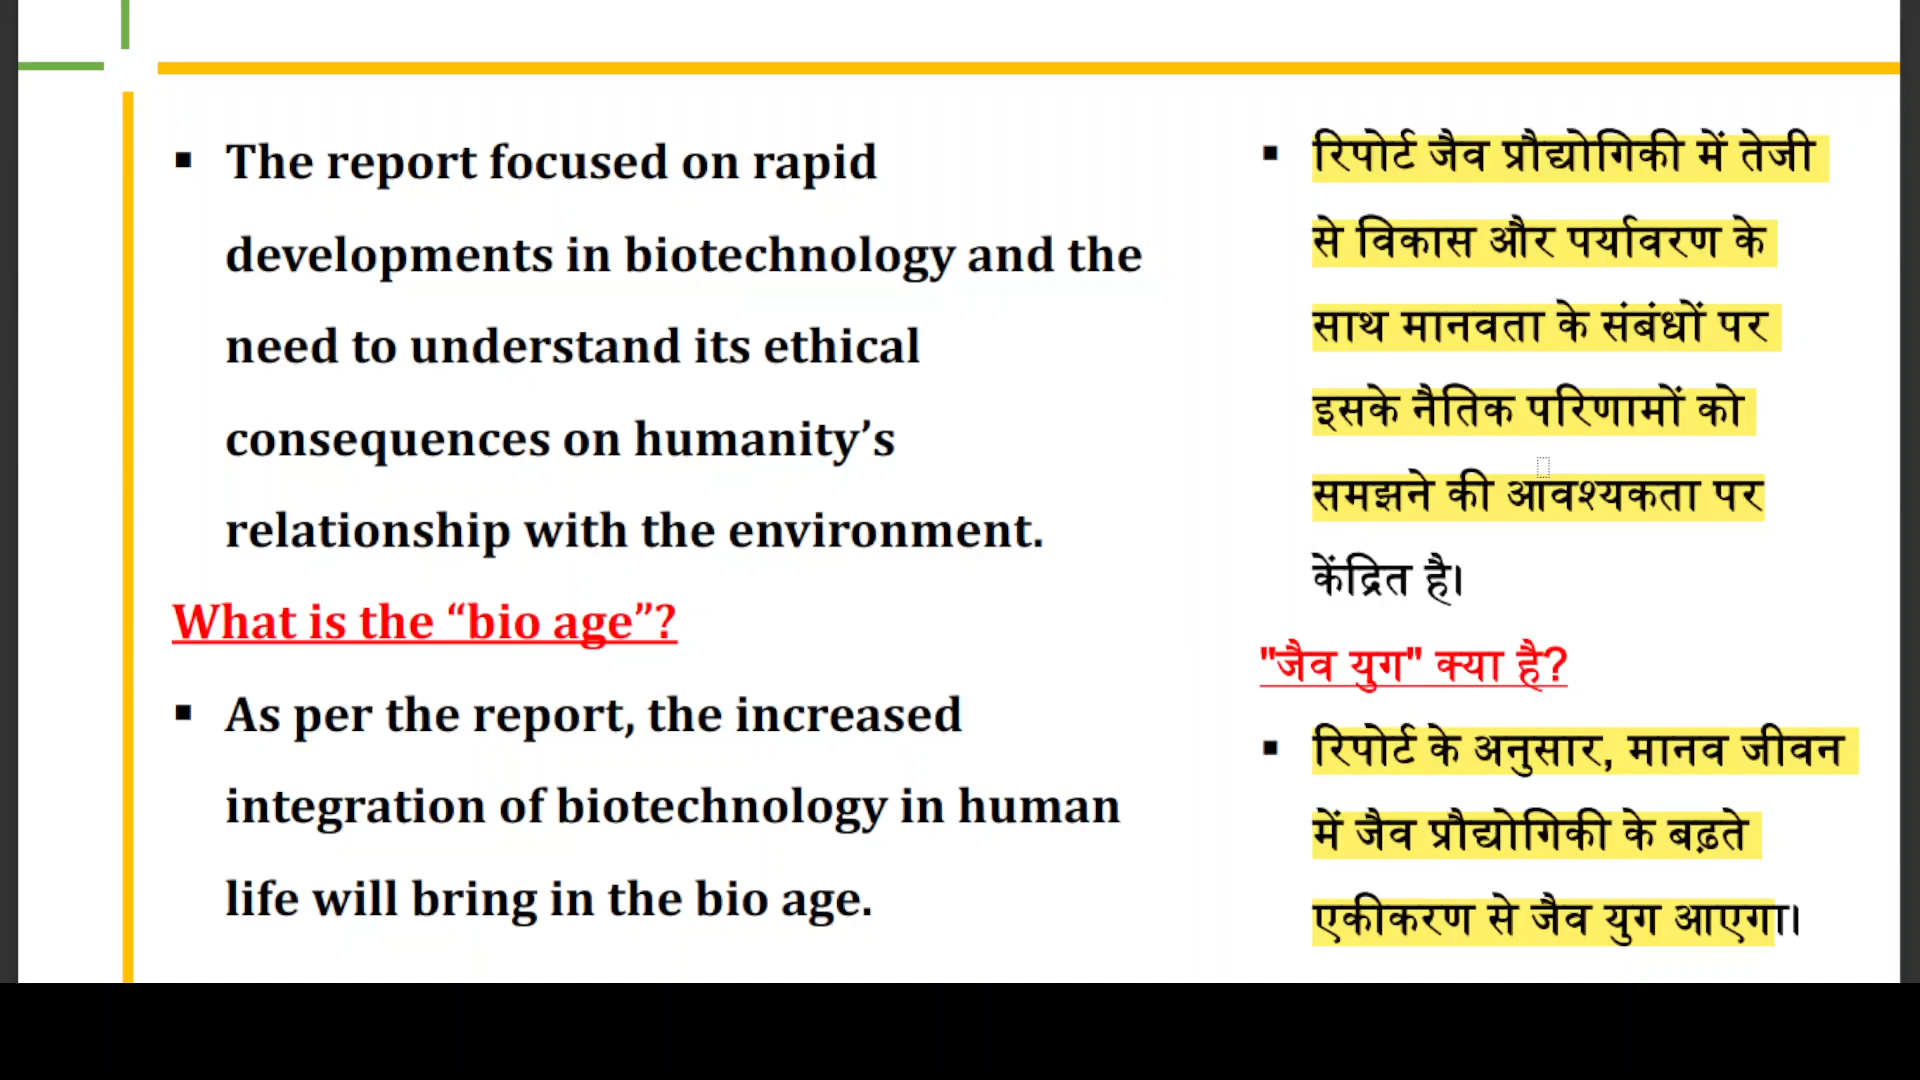 ▪ The report focused on rapid
developments in biotechnology and the
need to understand its ethical
consequences on humanity’s
relationship with the environment.
What is the “bio age”?
▪ As per the report, the increased
integration of biotechnology in human
life will bring in the bio age.
▪ रिपोर्ट जैव प्रौद्योगिकी में तेजी
से विकास और पर्यावरण के
साथ मानवता के संबंधों पर
इसके नैतिक परिणामों को
समझने की आवश्यकता पर
केंद्रित है।
"जैव युग" क्या है?
▪ रिपोर्ट के अनुसार, मानव जीवन
में जैव प्रौद्योगिकी के बढ़ते
एकीकरण से जैव युग आएगा।